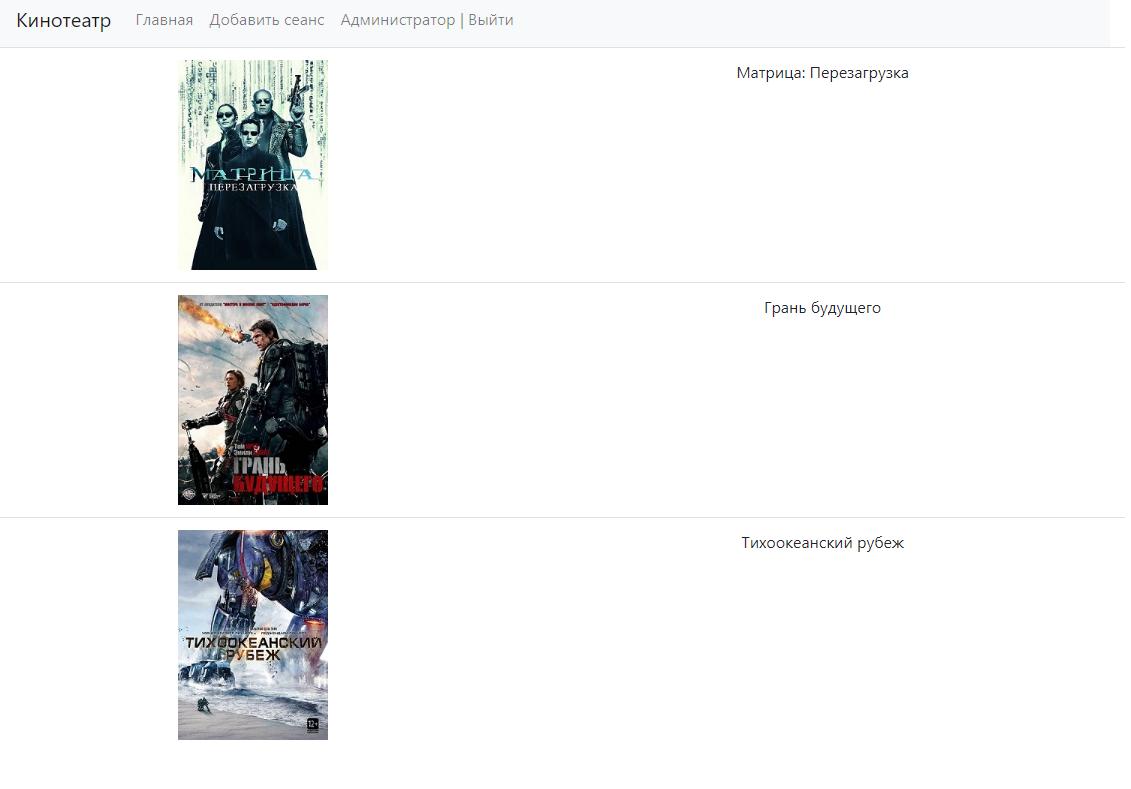 Кинотеатр Главная Добавить сеанс Администратор | Выйти
Матрица: Перезагрузка
МАТРИЦА
ПЕРЕЗАГРУЗКА
Грань будущего
ГРАНЬ
БУДУЩЕГО
Тихоокеанский рубеж
ТИХООКЕАНСКИЙ
РУБЕЖ
12+